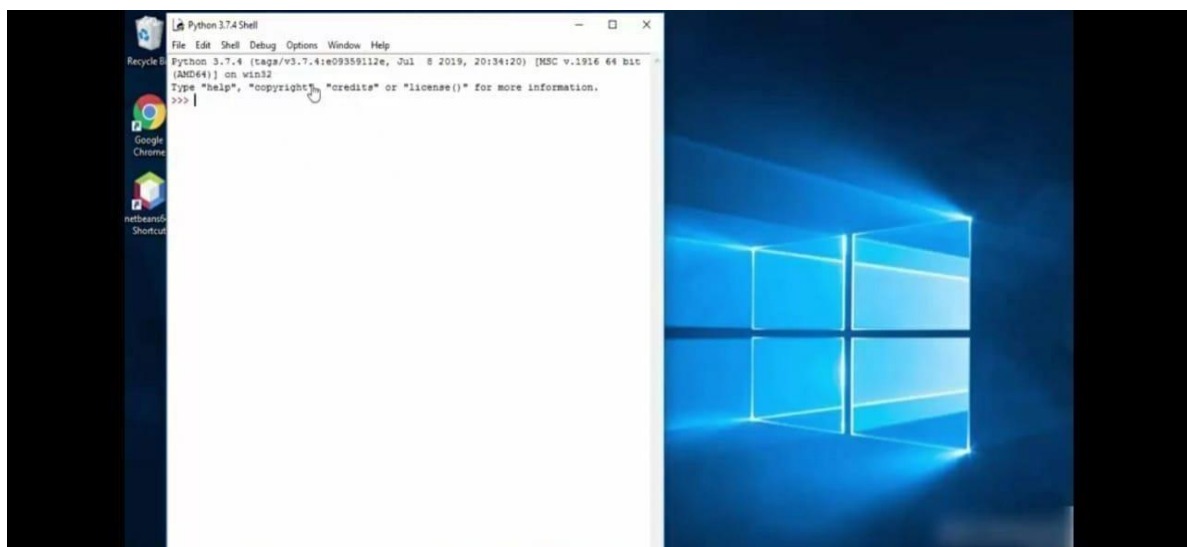 Python 3.7.4 Shell
File Edit Shell Debug Options Window Help
Python 3.7.4 (tags/v3.7.4:e09359112e, Jul 8 2019, 20:34:20) [MSC v.1916 64 bit
(AMD64)] on win32
Type "help", "copyright", "credits" or "license()" for more information.
>>>
Recycle
Google
Chrome
netbeans6
Shortcut